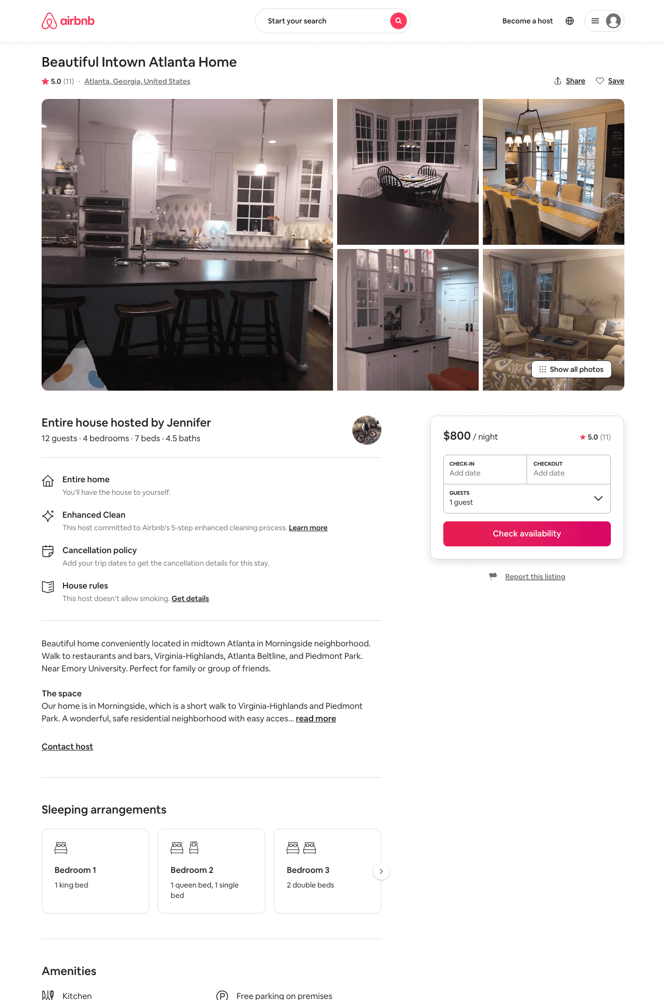 airbnb
Start your search
Become a host
Beautiful Intown Atlanta Home
5.0 (11) · Atlanta, Georgia, United States
Share
Save
Show all photos
Entire house hosted by Jennifer
12 guests · 4 bedrooms · 7 beds · 4.5 baths
Entire home
You’ll have the house to yourself.
Enhanced Clean
This host committed to Airbnb's 5-step enhanced cleaning process. Learn more
Cancellation policy
Add your trip dates to get the cancellation details for this stay.
House rules
This host doesn’t allow smoking. Get details
$800 / night
5.0 (11)
CHECK-IN
Add date
CHECKOUT
Add date
GUESTS
1 guest
Check availability
Report this listing
Beautiful home conveniently located in midtown Atlanta in Morningside neighborhood.
Walk to restaurants and bars, Virginia-Highlands, Atlanta Beltline, and Piedmont Park.
Near Emory University. Perfect for family or group of friends.
The space
Our home is in Morningside, which is a short walk to Virginia-Highlands and Piedmont
Park. A wonderful, safe residential neighborhood with easy acces… read more
Contact host
Sleeping arrangements
Bedroom 1
1 king bed
Bedroom 2
1 queen bed, 1 single
bed
Bedroom 3
2 double beds
Amenities
Kitchen
Free parking on premises